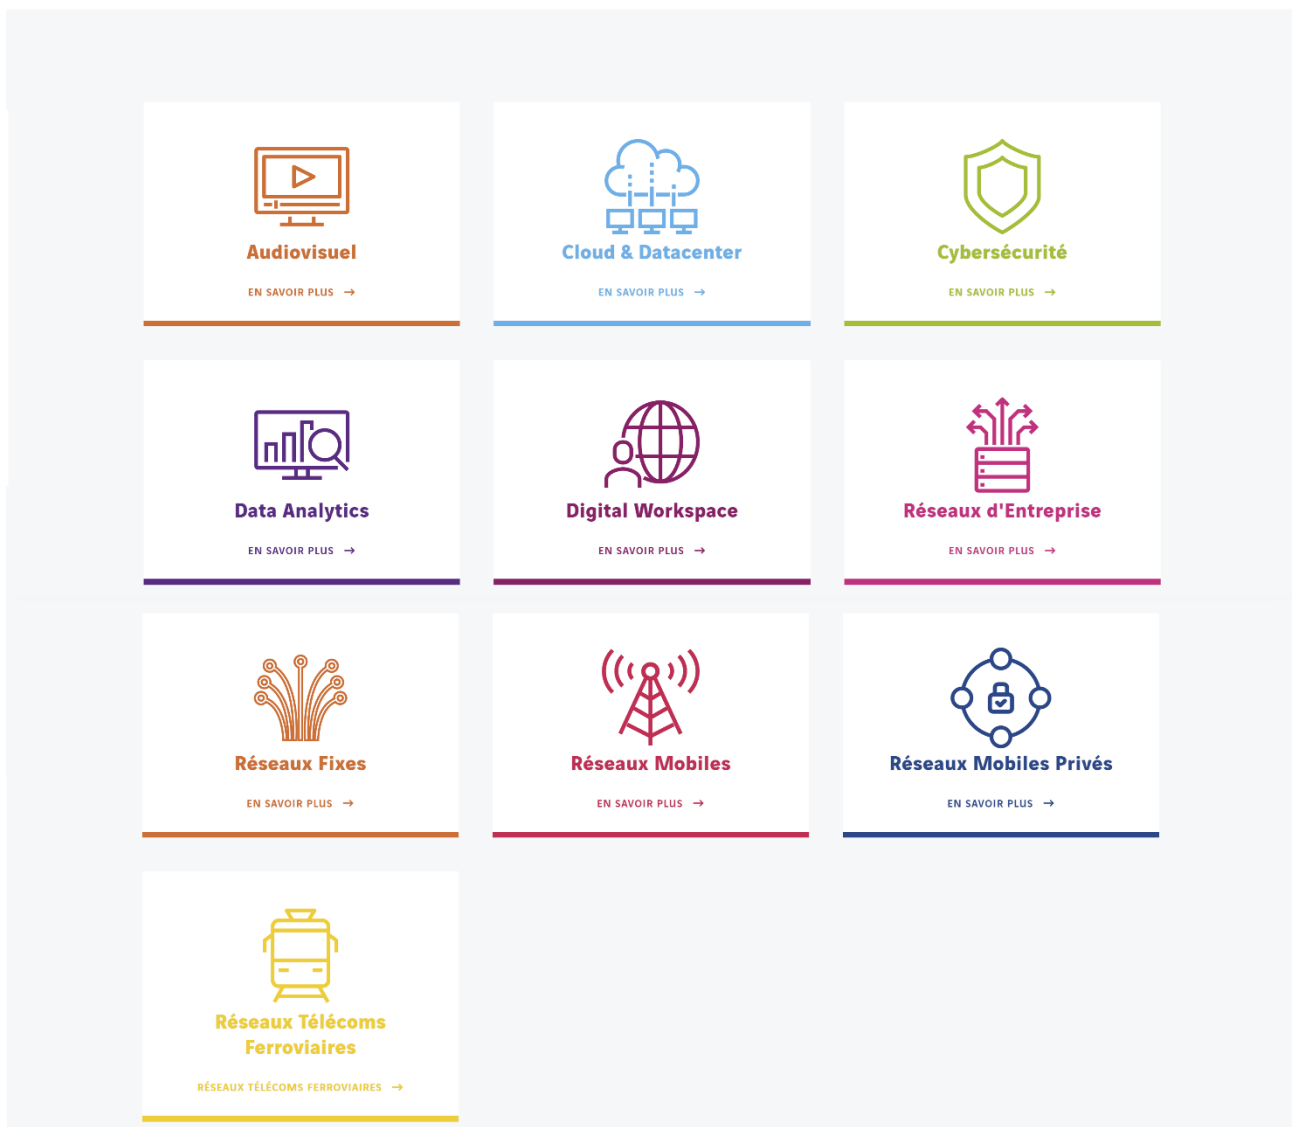 Audiovisuel
EN SAVOIR PLUS →
Cloud & Datacenter
EN SAVOIR PLUS →
Cybersécurité
EN SAVOIR PLUS →
Data Analytics
EN SAVOIR PLUS →
Digital Workspace
EN SAVOIR PLUS →
Réseaux d'Entreprise
EN SAVOIR PLUS →
Réseaux Fixes
EN SAVOIR PLUS →
Réseaux Mobiles
EN SAVOIR PLUS →
Réseaux Mobiles Privés
EN SAVOIR PLUS →
Réseaux Télécoms
Ferroviaires
RÉSEAUX TÉLÉCOMS FERROVIAIRES →